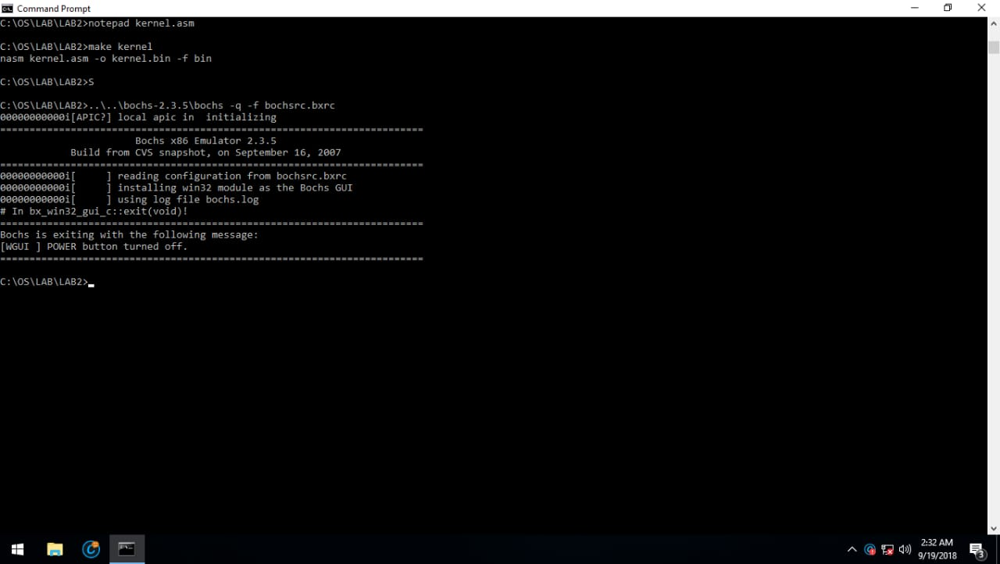 Command Prompt
C:\OS\LAB\LAB2>notepad kernel.asm
C:\OS\LAB\LAB2>make kernel
nasm kernel.asm -o kernel.bin -f bin
C:\OS\LAB\LAB2>S
C:\OS\LAB\LAB2>..\..\bochs-2.3.5\bochs -q -f bochsrc.bxrc
00000000000i[APIC?] local apic in  initializing
========================================================================
Bochs x86 Emulator 2.3.5
Build from CVS snapshot, on September 16, 2007
========================================================================
00000000000i[     ] reading configuration from bochsrc.bxrc
00000000000i[     ] installing win32 module as the Bochs GUI
00000000000i[     ] using log file bochs.log
# In bx_win32_gui_c::exit(void)!
========================================================================
Bochs is exiting with the following message:
[WGUI ] POWER button turned off.
========================================================================
C:\OS\LAB\LAB2>
2:32 AM
9/19/2018
3